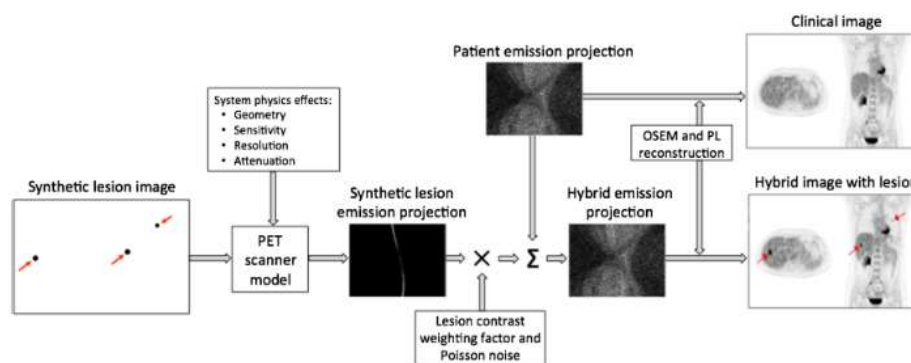 Clinical image
Patient emission projection
System physics effects:
• Geometry
• Sensitivity
• Resolution
• Attenuation
OSEM and PL
reconstruction
Synthetic lesion image
Synthetic lesion
emission projection
Hybrid emission
projection
Hybrid image with lesion
PET
scanner
model
×
Σ
Lesion contrast
weighting factor and
Poisson noise